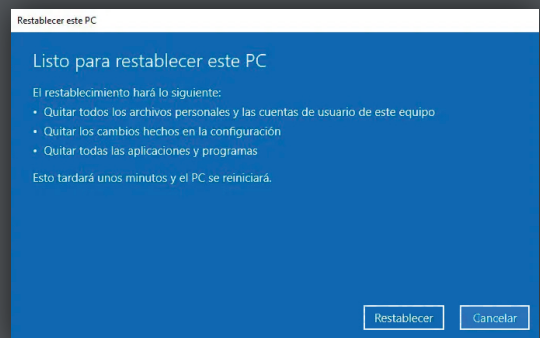 Restablecer este PC
Listo para restablecer este PC
El restablecimiento hará lo siguiente:
• Quitar todos los archivos personales y las cuentas de usuario de este equipo
• Quitar los cambios hechos en la configuración
• Quitar todas las aplicaciones y programas
Esto tardará unos minutos y el PC se reiniciará.
Restablecer Cancelar